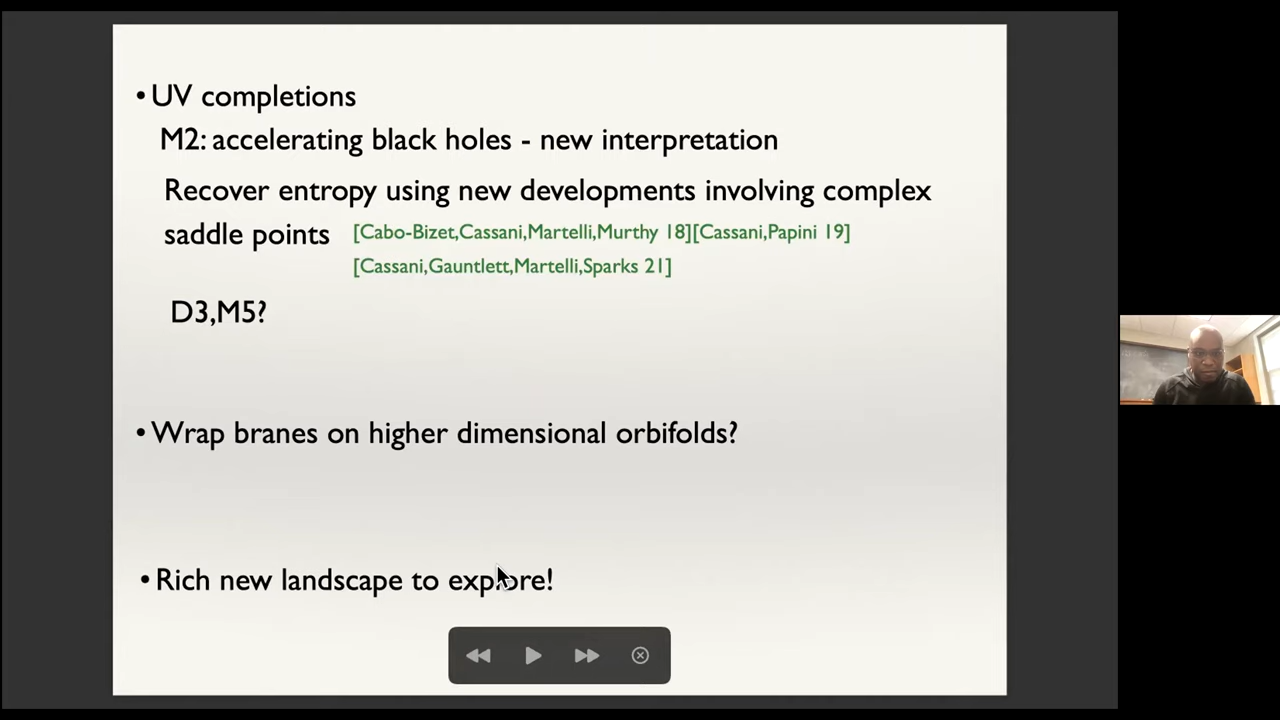 • UV completions
M2: accelerating black holes - new interpretation
Recover entropy using new developments involving complex
saddle points [Cabo-Bizet,Cassani,Martelli,Murthy 18][Cassani,Papini 19]
[Cassani,Gauntlett,Martelli,Sparks 21]
D3,M5?
• Wrap branes on higher dimensional orbifolds?
• Rich new landscape to explore!